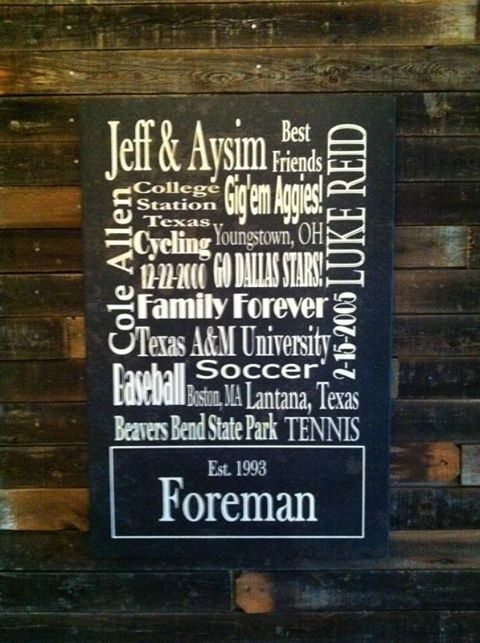 Jeff & Aysim
Best
Friends
LUKE REID
Cole Allen
College
Station
Texas
Gig'em Aggies!
Cycling
Youngstown, OH
12-22-2000
GO DALLAS STARS!
Family Forever
2-15-2005
Texas A&M University
Soccer
Baseball
Boston, MA
Lantana, Texas
Beavers Bend State Park
TENNIS
Est. 1993
Foreman